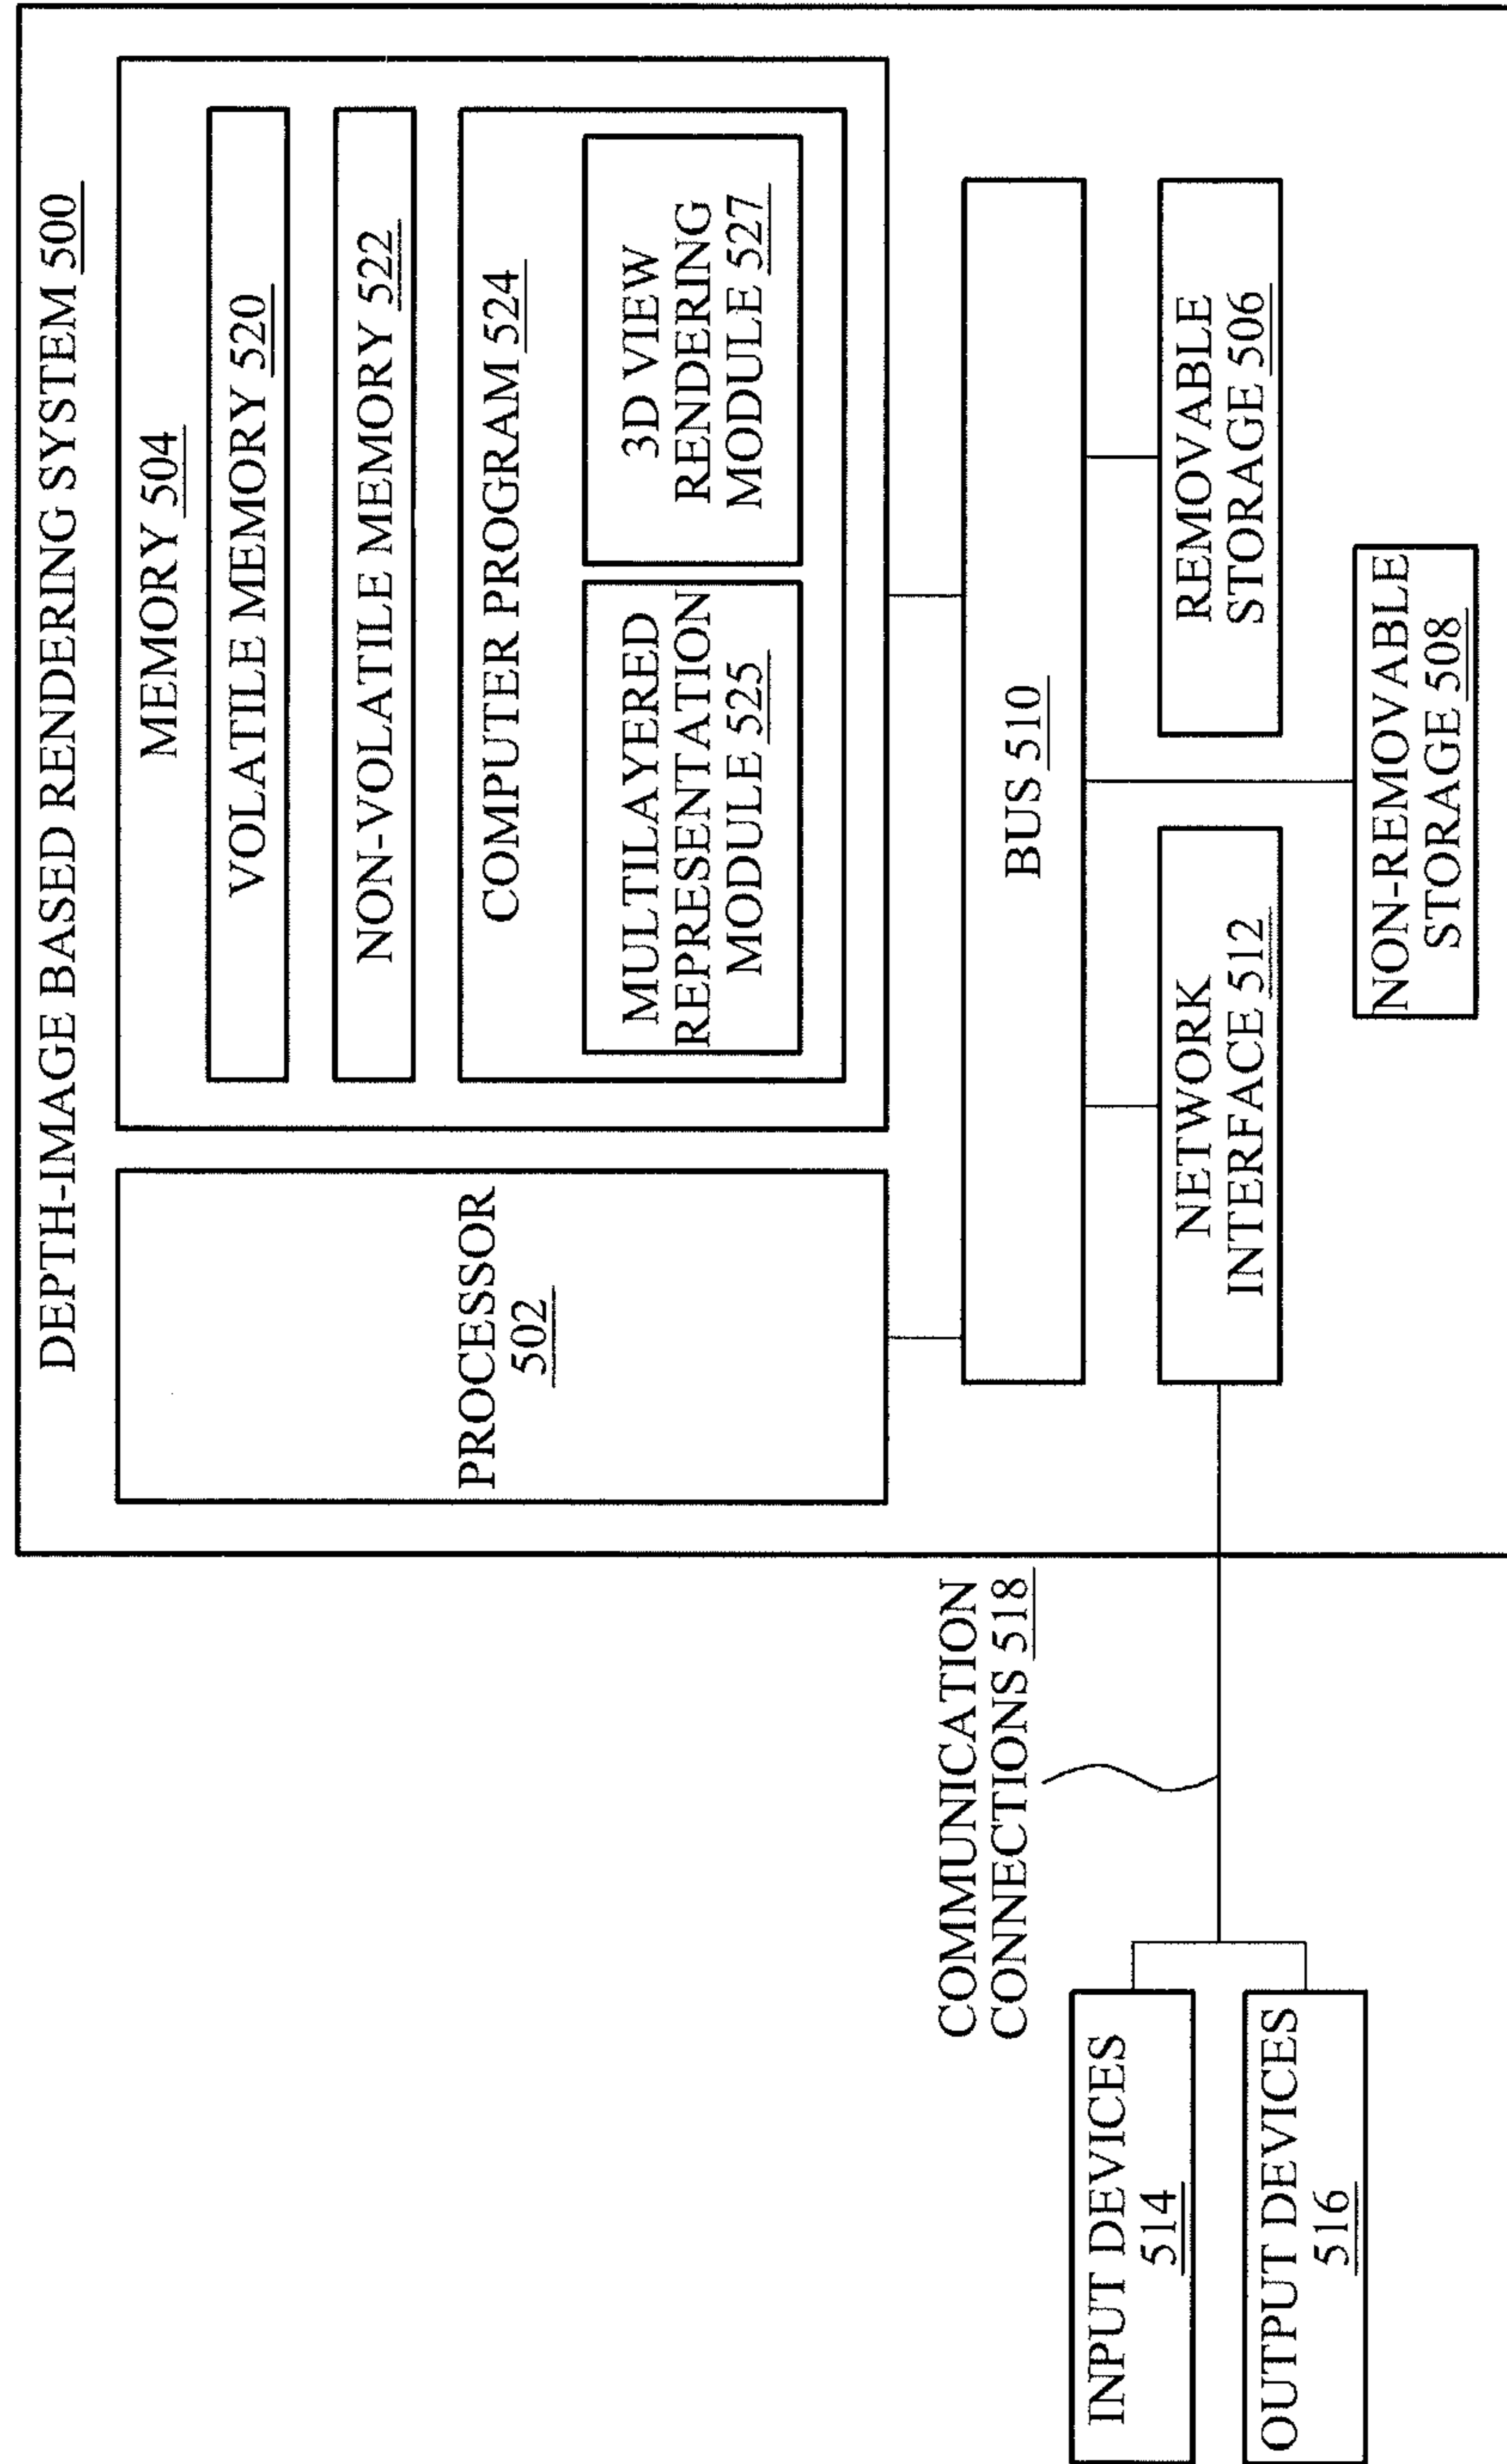 DEPTH-IMAGE BASED RENDERING SYSTEM 500
PROCESSOR
502
MEMORY 504
VOLATILE MEMORY 520
NON-VOLATILE MEMORY 522
COMPUTER PROGRAM 524
MULTILAYERED
REPRESENTATION
MODULE 525
3D VIEW
RENDERING
MODULE 527
BUS 510
NETWORK
INTERFACE 512
REMOVABLE
STORAGE 506
NON-REMOVABLE
STORAGE 508
COMMUNICATION
CONNECTIONS 518
INPUT DEVICES
514
OUTPUT DEVICES
516